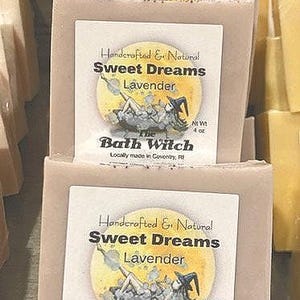 Handcrafted & Natural
Sweet Dreams
Lavender
Nt Wt
4 oz
The
Bath Witch
Locally made in Coventry, RI
Handcrafted & Natural
Sweet Dreams
Lavender